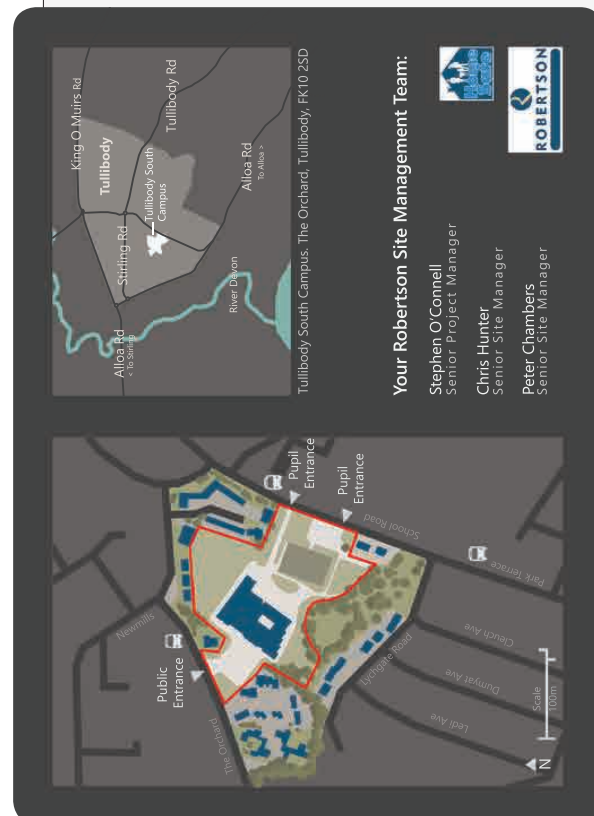 King O Muirs Rd
Tullibody
Tullibody Rd
Stirling Rd
Tullibody South
Campus
Alloa Rd
To Alloa >
Alloa Rd
< To Stirling
River Devon
Tullibody South Campus. The Orchard, Tullibody, FK10 2SD
Your Robertson Site Management Team:
Stephen O'Connell
Senior Project Manager
Chris Hunter
Senior Site Manager
Peter Chambers
Senior Site Manager
ROBERTSON
Pupil
Entrance
Pupil
Entrance
School Road
Park Terrace
Newmills
Public
Entrance
The Orchard
Lychgate Road
Cleuch Ave
Dumyat Ave
Ledi Ave
Scale
100m
N